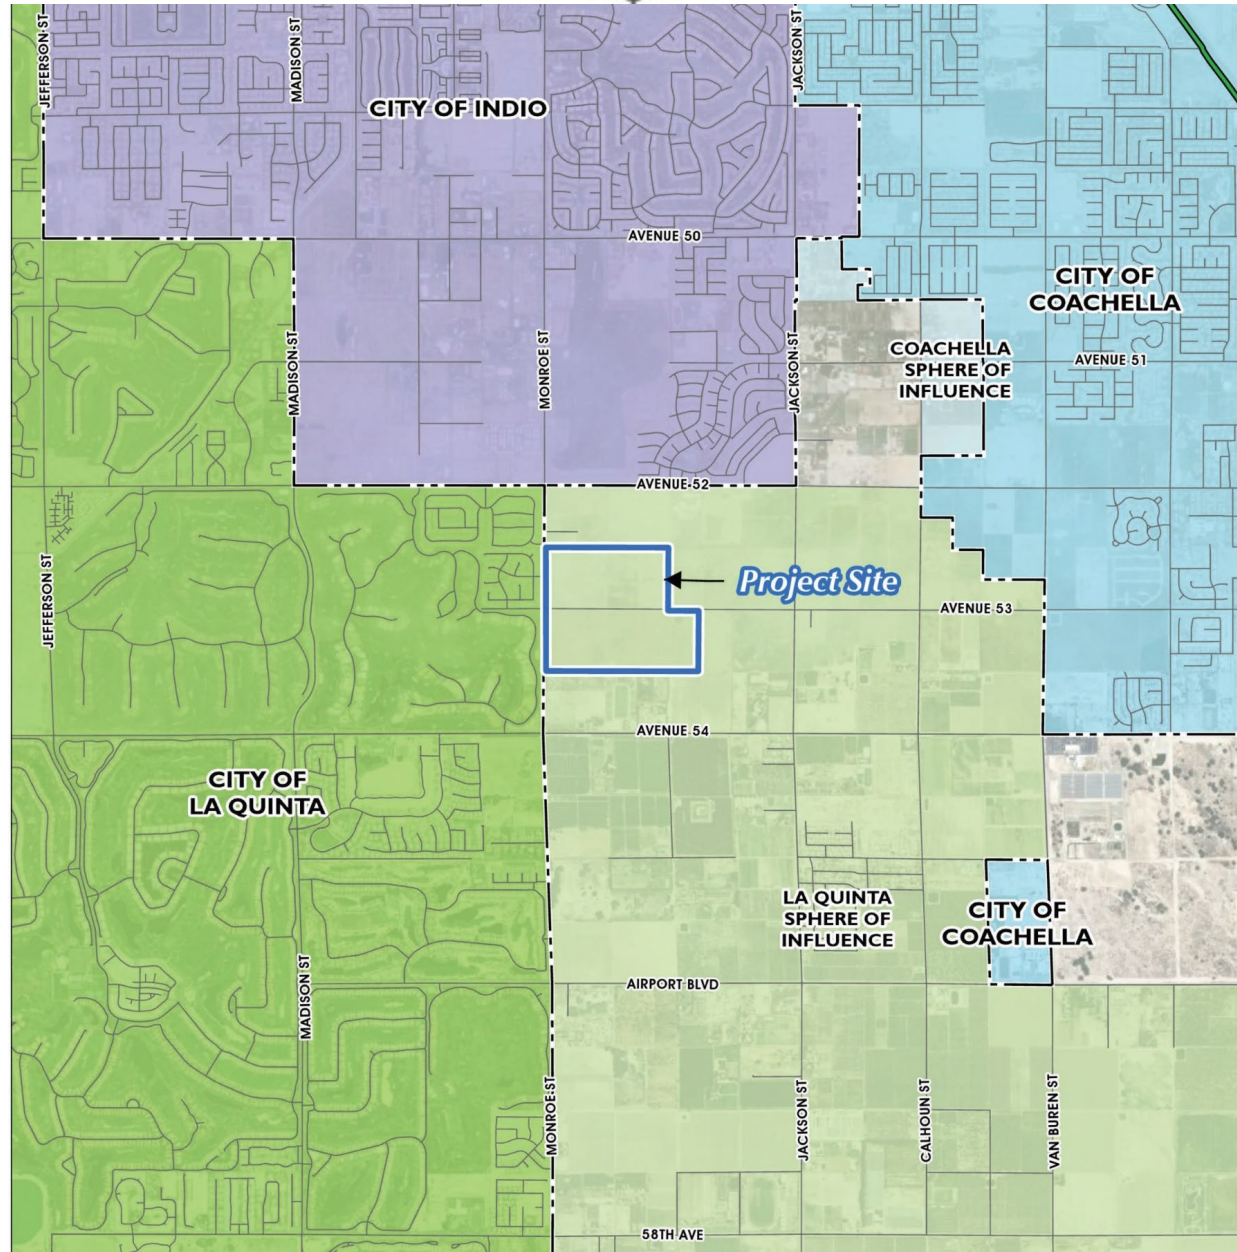 JEFFERSON ST
MADISON ST
JACKSON ST
CITY OF INDIO
AVENUE 50
CITY OF
COACHELLA
MADISON ST
MONROE ST
JACKSON ST
COACHELLA
SPHERE OF
INFLUENCE
AVENUE 51
AVENUE 52
JEFFERSON ST
Project Site
AVENUE 53
AVENUE 54
CITY OF
LA QUINTA
LA QUINTA
SPHERE OF
INFLUENCE
CITY OF
COACHELLA
MADISON ST
AIRPORT BLVD
MONROE ST
JACKSON ST
CALHOUN ST
VAN BUREN ST
58TH AVE